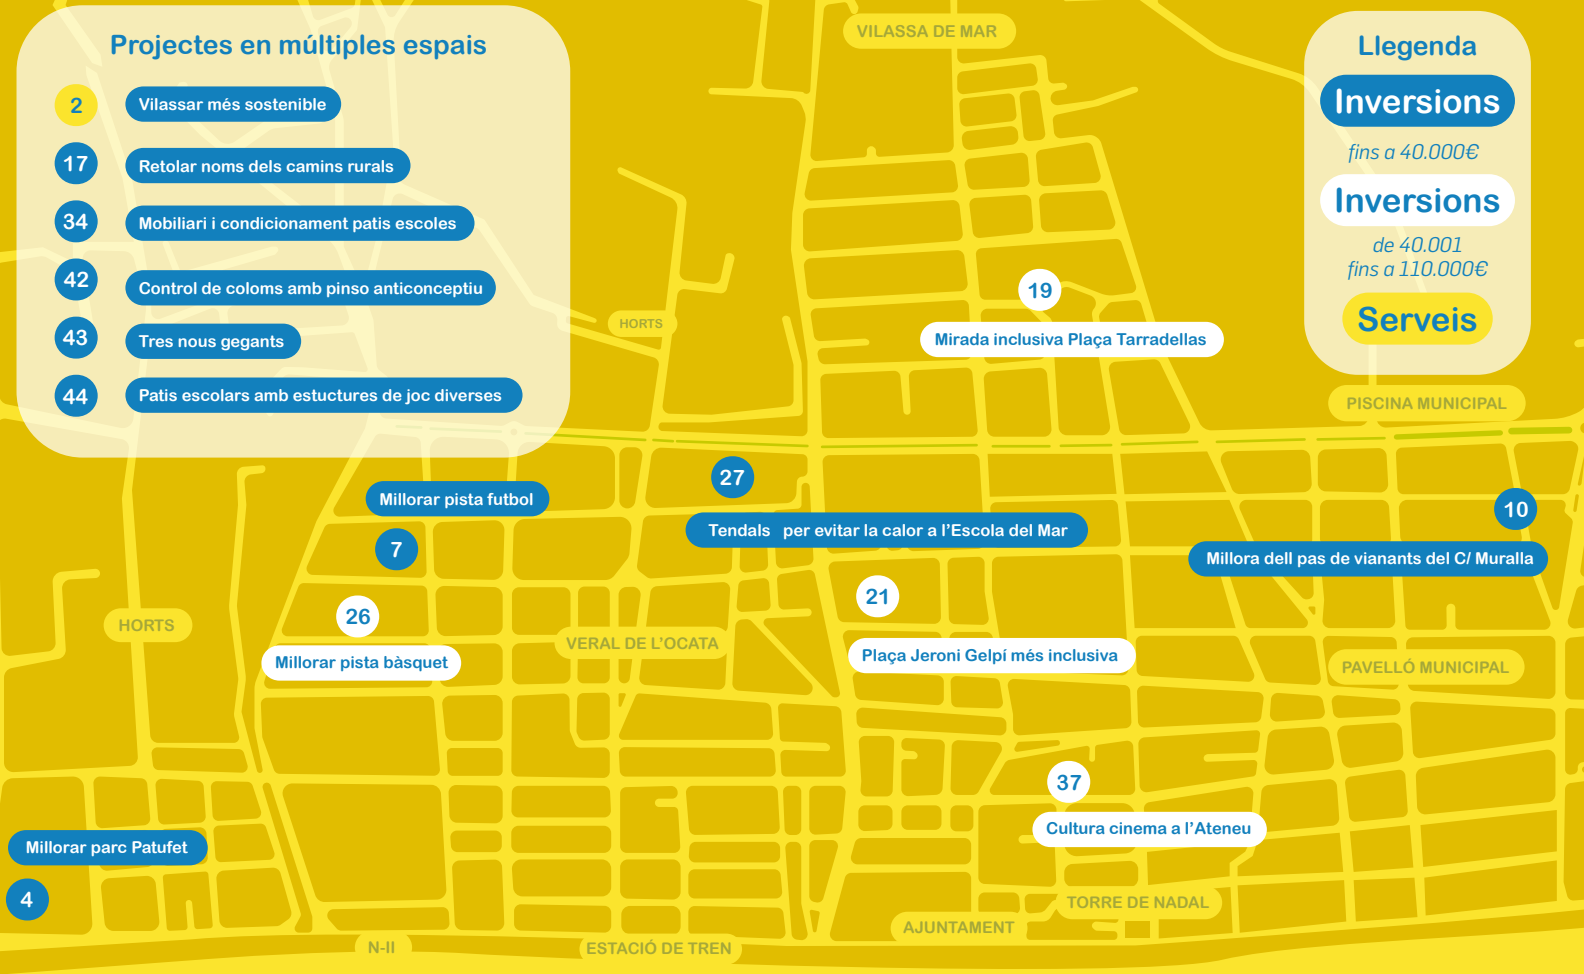 Projectes en múltiples espais
2 Vilassar més sostenible
17 Retolar noms dels camins rurals
34 Mobiliari i condicionament patis escoles
42 Control de coloms amb pinso anticonceptiu
43 Tres nous gegants
44 Patis escolars amb estuctures de joc diverses
VILASSA DE MAR
Llegenda
Inversions
fins a 40.000€
Inversions
de 40.001
fins a 110.000€
Serveis
HORTS
19
Mirada inclusiva Plaça Tarradellas
PISCINA MUNICIPAL
Millorar pista futbol
7
27
Tendals per evitar la calor a l'Escola del Mar
10
Millora dell pas de vianants del C/ Muralla
26
Millorar pista bàsquet
21
Plaça Jeroni Gelpí més inclusiva
HORTS
VERAL DE L'OCATA
PAVELLÓ MUNICIPAL
37
Cultura cinema a l'Ateneu
Millorar parc Patufet
4
TORRE DE NADAL
AJUNTAMENT
N-II
ESTACIÓ DE TREN